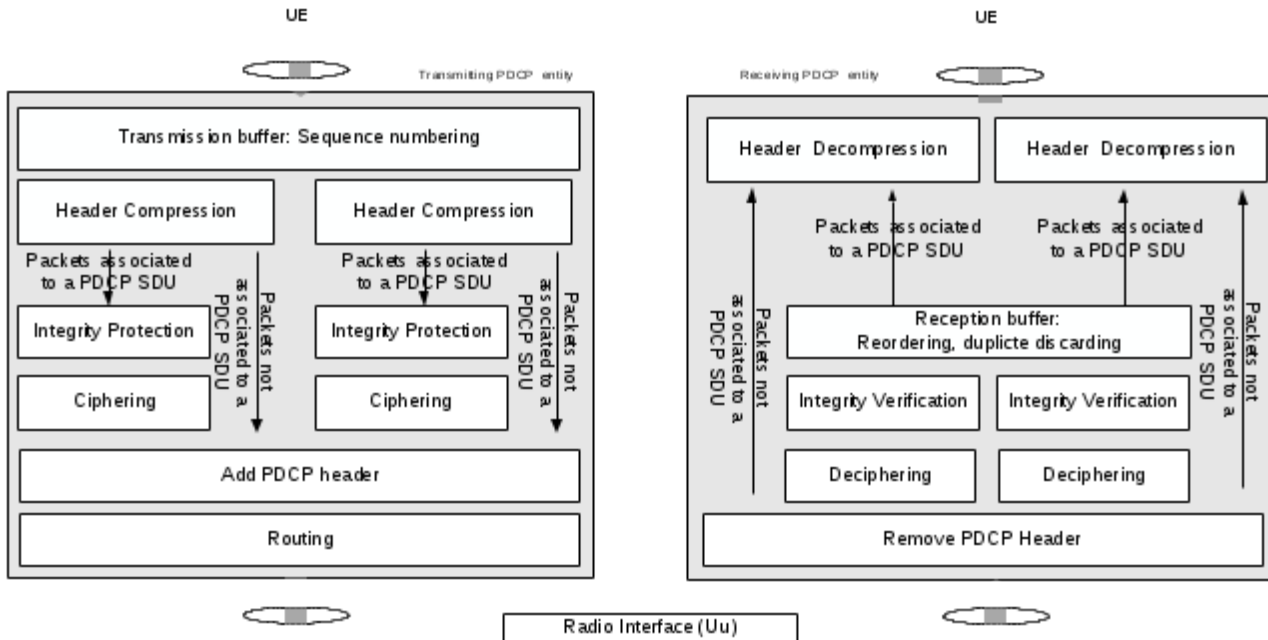 UE
Transmitting PDCP entity
Transmission buffer: Sequence numbering
Header Compression
Header Compression
Packets associated
to a PDCP SDU
Packets not
associated to a
PDCP SDU
Packets associated
to a PDCP SDU
Packets not
associated to a
PDCP SDU
Integrity Protection
Integrity Protection
Ciphering
Ciphering
Add PDCP header
Routing
UE
Receiving PDCP entity
Header Decompression
Header Decompression
Packets associated
to a PDCP SDU
Packets associated
to a PDCP SDU
Packets not
associated to a
PDCP SDU
Packets not
associated to a
PDCP SDU
Reception buffer:
Reordering, duplicte discarding
Integrity Verification
Integrity Verification
Deciphering
Deciphering
Remove PDCP Header
Radio Interface (Uu)